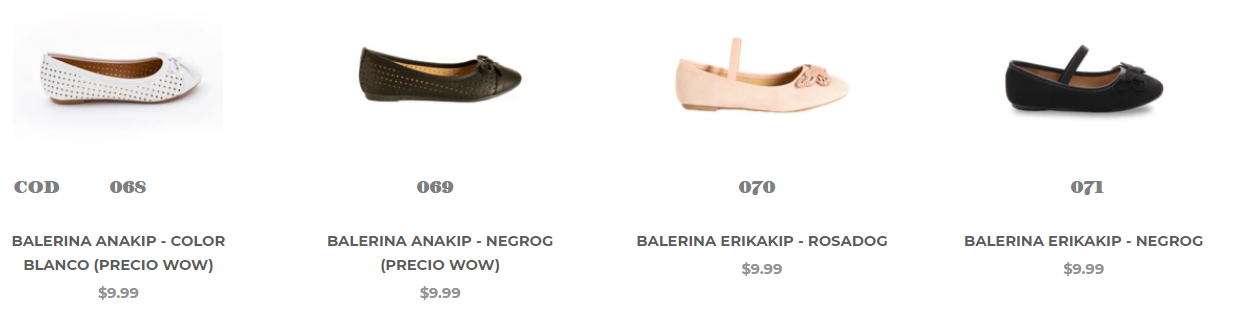 COD 068 069 070 071
BALERINA ANAKIP - COLOR
BLANCO (PRECIO WOW)
$9.99
BALERINA ANAKIP - NEGROG
(PRECIO WOW)
$9.99
BALERINA ERIKAKIP - ROSADOG
$9.99
BALERINA ERIKAKIP - NEGROG
$9.99